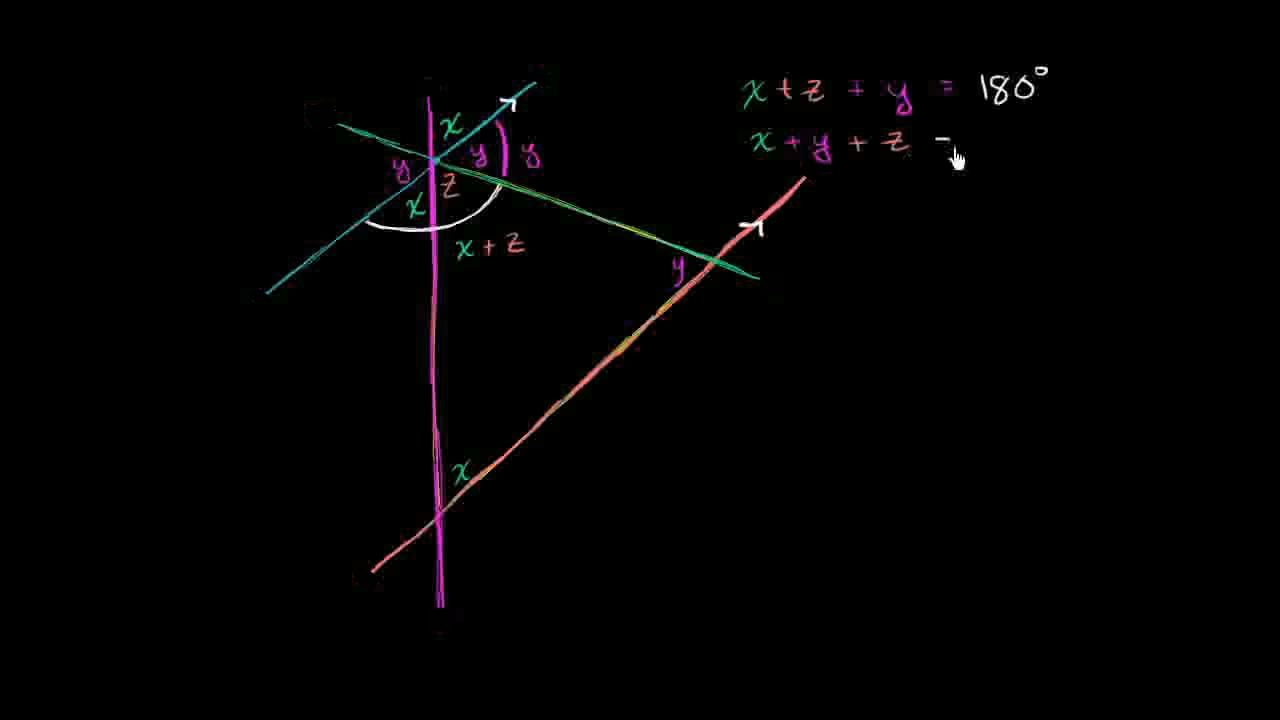 x + z + y = 180°
x + y + z =
x
y
y
y
z
x
x + z
y
x